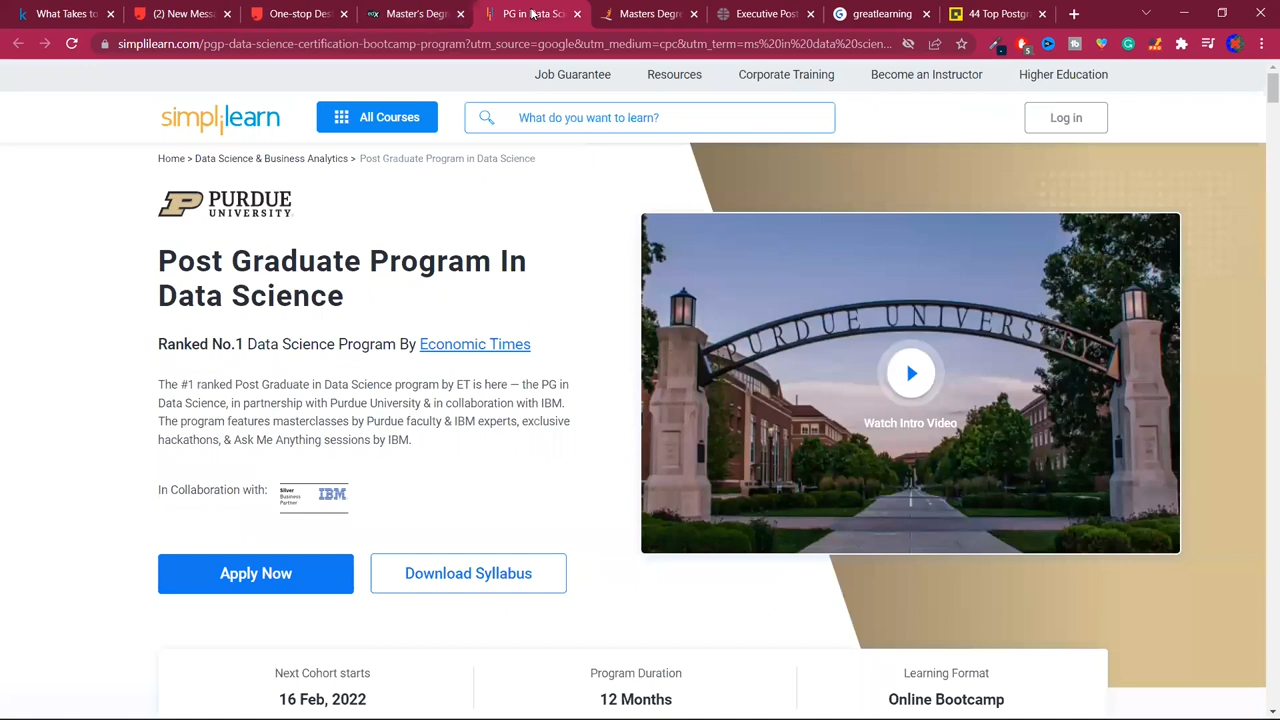 What Takes to
(2) New Messa
One-stop Des
Master's Degr
PG in Data Sci
Masters Degre
Executive Post
greatlearning
44 Top Postgr
simplilearn.com/pgp-data-science-certification-bootcamp-program?utm_source=google&utm_medium=cpc&utm_term=ms%20in%20data%20scien...
Job Guarantee
Resources
Corporate Training
Become an Instructor
Higher Education
simplilearn
All Courses
What do you want to learn?
Log in
Home > Data Science & Business Analytics > Post Graduate Program in Data Science
PURDUE
UNIVERSITY
Post Graduate Program In
Data Science
Ranked No.1 Data Science Program By Economic Times
The #1 ranked Post Graduate in Data Science program by ET is here — the PG in
Data Science, in partnership with Purdue University & in collaboration with IBM.
The program features masterclasses by Purdue faculty & IBM experts, exclusive
hackathons, & Ask Me Anything sessions by IBM.
In Collaboration with:
Silver
Business
Partner
IBM
Apply Now
Download Syllabus
PURDUE UNIVERSITY
Watch Intro Video
Next Cohort starts
16 Feb, 2022
Program Duration
12 Months
Learning Format
Online Bootcamp